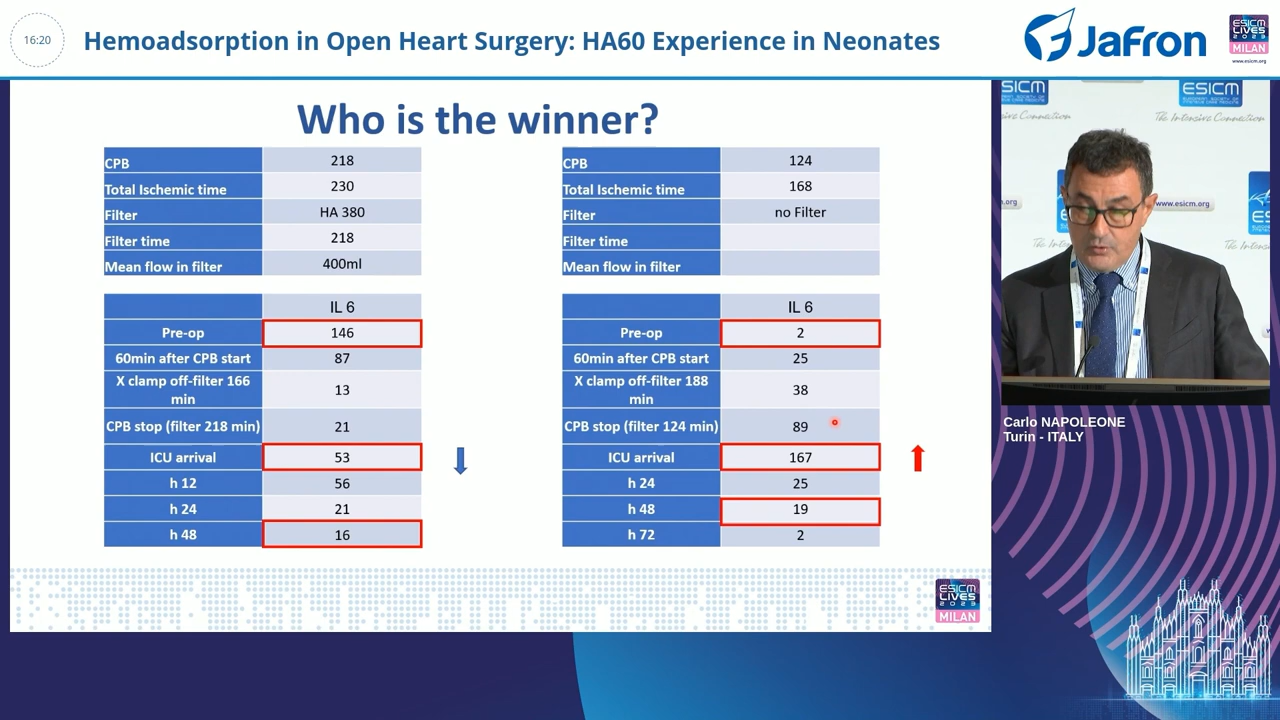 16:20
Hemoadsorption in Open Heart Surgery: HA60 Experience in Neonates
Jafron
ESICM
LIVES
2023
MILAN
www.esicm.org
Who is the winner?
CPB 218
Total Ischemic time 230
Filter HA 380
Filter time 218
Mean flow in filter 400ml
IL 6
Pre-op 146
60min after CPB start 87
X clamp off-filter 166 min 13
CPB stop (filter 218 min) 21
ICU arrival 53
h 12 56
h 24 21
h 48 16
CPB 124
Total Ischemic time 168
Filter no Filter
Filter time
Mean flow in filter
IL 6
Pre-op 2
60min after CPB start 25
X clamp off-filter 188 min 38
CPB stop (filter 124 min) 89
ICU arrival 167
h 24 25
h 48 19
h 72 2
ESICM
LIVES
2023
MILAN
ESICM
ESICM
The Intensive Connection
www.esicm.org
Carlo NAPOLEONE
Turin - ITALY